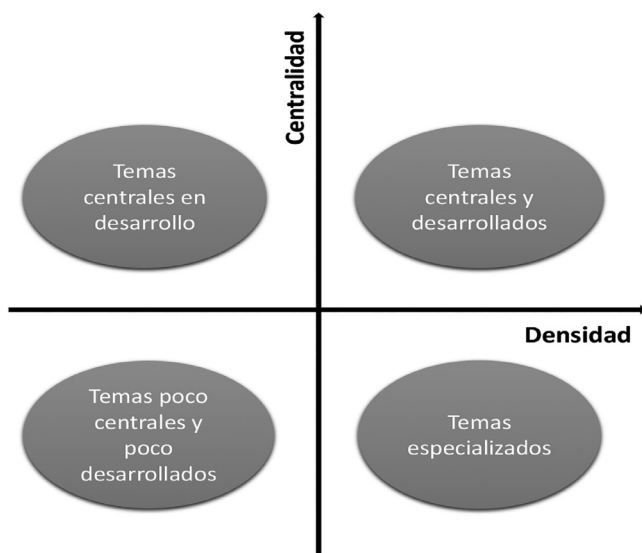 Centralidad
Temas
centrales en
desarrollo
Temas
centrales y
desarrollados
Densidad
Temas poco
centrales y
poco
desarrollados
Temas
especializados